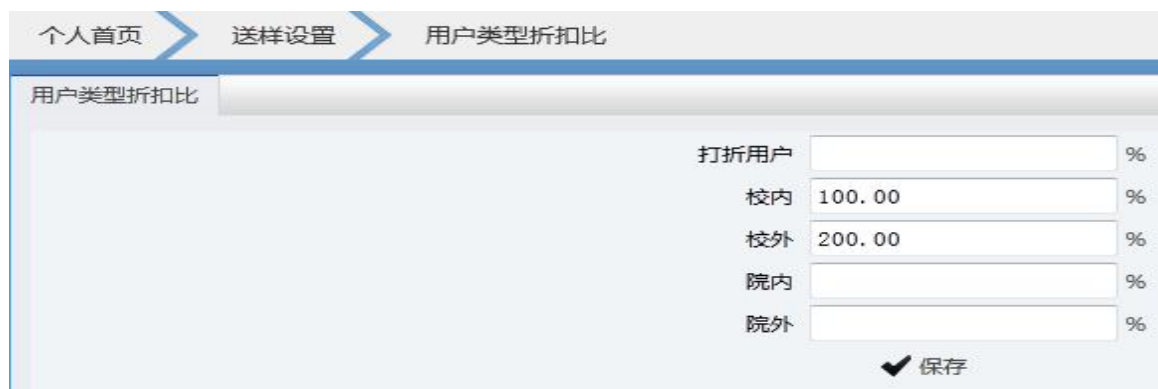 个人首页 送样设置 用户类型折扣比
用户类型折扣比
打折用户 %
校内 100.00 %
校外 200.00 %
院内 %
院外 %
✔ 保存